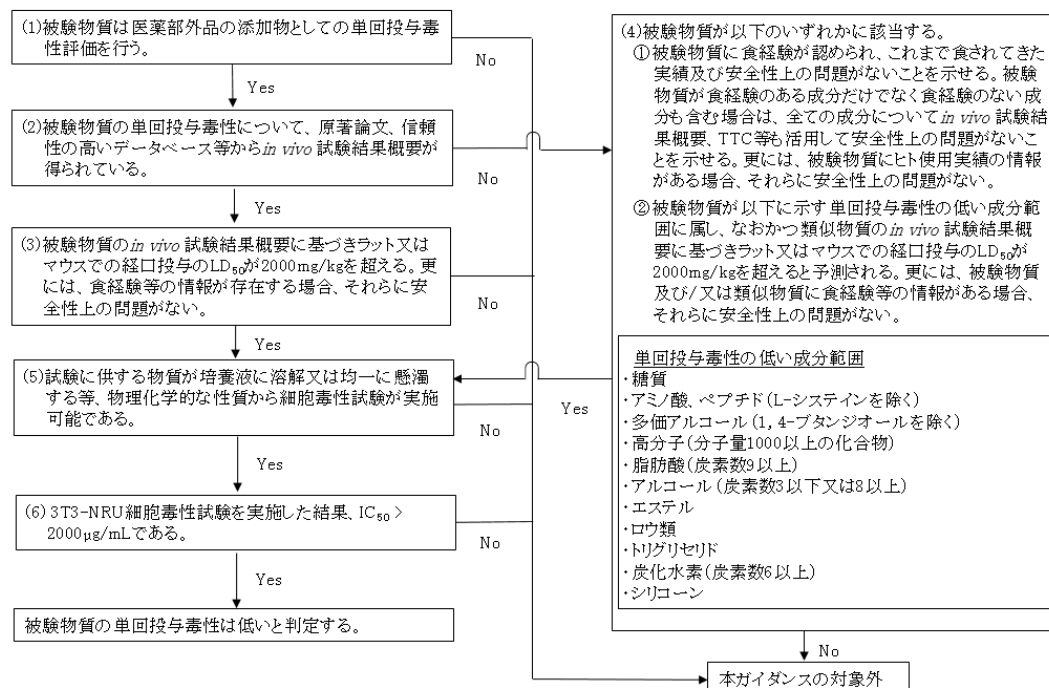 (1)被験物質は医薬部外品の添加物としての単回投与毒
性評価を行う。
No
Yes
(2)被験物質の単回投与毒性について、原著論文、信頼
性の高いデータベース等からin vivo 試験結果概要が
得られている。
No
Yes
(3)被験物質のin vivo 試験結果概要に基づきラット又は
マウスでの経口投与のLD50が2000mg/kgを超える。更
には、食経験等の情報が存在する場合、それらに安
全性上の問題がない。
No
Yes
(5)試験に供する物質が培養液に溶解又は均一に懸濁
する等、物理化学的な性質から細胞毒性試験が実施
可能である。
No
Yes
(6)3T3-NRU細胞毒性試験を実施した結果、IC50 >
2000μg/mLである。
No
Yes
被験物質の単回投与毒性は低いと判定する。
(4)被験物質が以下のいずれかに該当する。
①被験物質に食経験が認められ、これまで食されてきた
実績及び安全性上の問題がないことを示せる。被験
物質が食経験のある成分だけでなく食経験のない成
分も含む場合は、全ての成分についてin vivo 試験結
果概要、TTC等も活用して安全性上の問題がないこ
とを示せる。更には、被験物質にヒト使用実績の情報
がある場合、それらに安全性上の問題がない。
②被験物質が以下に示す単回投与毒性の低い成分範
囲に属し、なおかつ類似物質のin vivo 試験結果概
要に基づきラット又はマウスでの経口投与のLD50が
2000mg/kgを超えると予測される。更には、被験物質
及び/又は類似物質に食経験等の情報がある場合、
それらに安全性上の問題がない。
単回投与毒性の低い成分範囲
・糖質
・アミノ酸、ペプチド(L-システインを除く)
・多価アルコール(1,4-ブタンジオールを除く)
・高分子(分子量1000以上の化合物)
・脂肪酸(炭素数9以上)
・アルコール(炭素数3以下又は8以上)
・エステル
・ロウ類
・トリグリセリド
・炭化水素(炭素数6以上)
・シリコーン
Yes
No
本ガイダンスの対象外